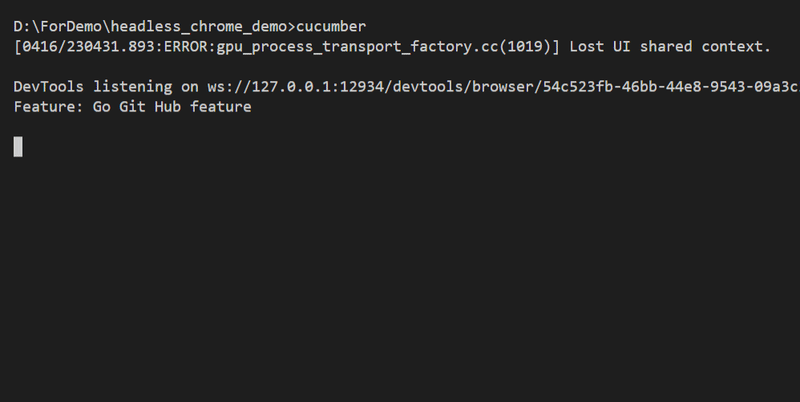 D:\ForDemo\headless_chrome_demo>cucumber
[0416/230431.893:ERROR:gpu_process_transport_factory.cc(1019)] Lost UI shared context.
DevTools listening on ws://127.0.0.1:12934/devtools/browser/54c523fb-46bb-44e8-9543-09a3c
Feature: Go Git Hub feature